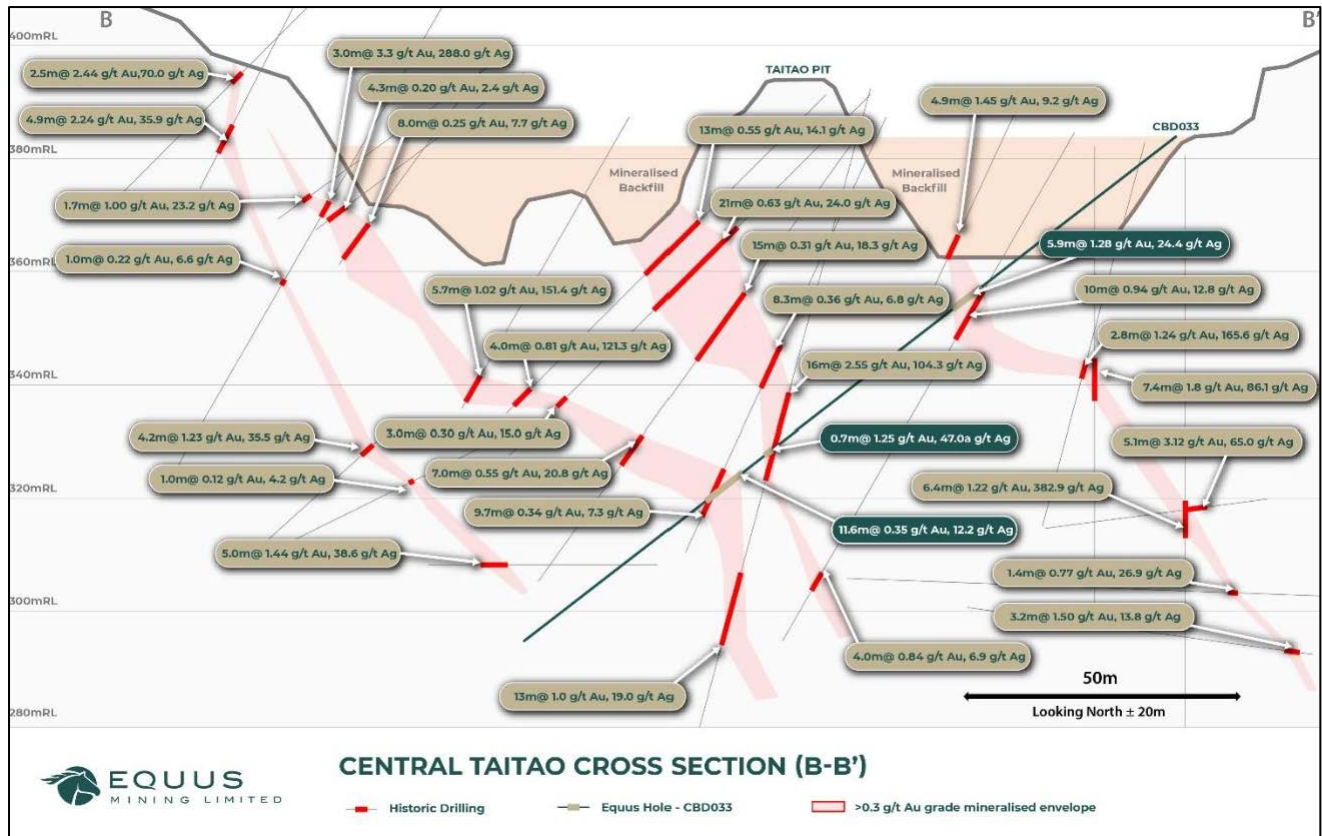 B
B'
400mRL
3.0m@ 3.3 g/t Au, 288.0 g/t Ag
TAITAO PIT
2.5m@ 2.44 g/t Au,70.0 g/t Ag
4.3m@ 0.20 g/t Au, 2.4 g/t Ag
4.9m@ 1.45 g/t Au, 9.2 g/t Ag
4.9m@ 2.24 g/t Au, 35.9 g/t Ag
8.0m@ 0.25 g/t Au, 7.7 g/t Ag
13m@ 0.55 g/t Au, 14.1 g/t Ag
CBD033
380mRL
Mineralised
Backfill
Mineralised
Backfill
1.7m@ 1.00 g/t Au, 23.2 g/t Ag
21m@ 0.63 g/t Au, 24.0 g/t Ag
15m@ 0.31 g/t Au, 18.3 g/t Ag
5.9m@ 1.28 g/t Au, 24.4 g/t Ag
1.0m@ 0.22 g/t Au, 6.6 g/t Ag
360mRL
5.7m@ 1.02 g/t Au, 151.4 g/t Ag
8.3m@ 0.36 g/t Au, 6.8 g/t Ag
10m@ 0.94 g/t Au, 12.8 g/t Ag
4.0m@ 0.81 g/t Au, 121.3 g/t Ag
2.8m@ 1.24 g/t Au, 165.6 g/t Ag
16m@ 2.55 g/t Au, 104.3 g/t Ag
340mRL
7.4m@ 1.8 g/t Au, 86.1 g/t Ag
4.2m@ 1.23 g/t Au, 35.5 g/t Ag
3.0m@ 0.30 g/t Au, 15.0 g/t Ag
0.7m@ 1.25 g/t Au, 47.0a g/t Ag
5.1m@ 3.12 g/t Au, 65.0 g/t Ag
1.0m@ 0.12 g/t Au, 4.2 g/t Ag
7.0m@ 0.55 g/t Au, 20.8 g/t Ag
6.4m@ 1.22 g/t Au, 382.9 g/t Ag
320mRL
9.7m@ 0.34 g/t Au, 7.3 g/t Ag
11.6m@ 0.35 g/t Au, 12.2 g/t Ag
5.0m@ 1.44 g/t Au, 38.6 g/t Ag
1.4m@ 0.77 g/t Au, 26.9 g/t Ag
300mRL
3.2m@ 1.50 g/t Au, 13.8 g/t Ag
4.0m@ 0.84 g/t Au, 6.9 g/t Ag
13m@ 1.0 g/t Au, 19.0 g/t Ag
50m
Looking North ± 20m
280mRL
EQUUS
MINING LIMITED
CENTRAL TAITAO CROSS SECTION (B-B’)
Historic Drilling
Equus Hole - CBD033
>0.3 g/t Au grade mineralised envelope